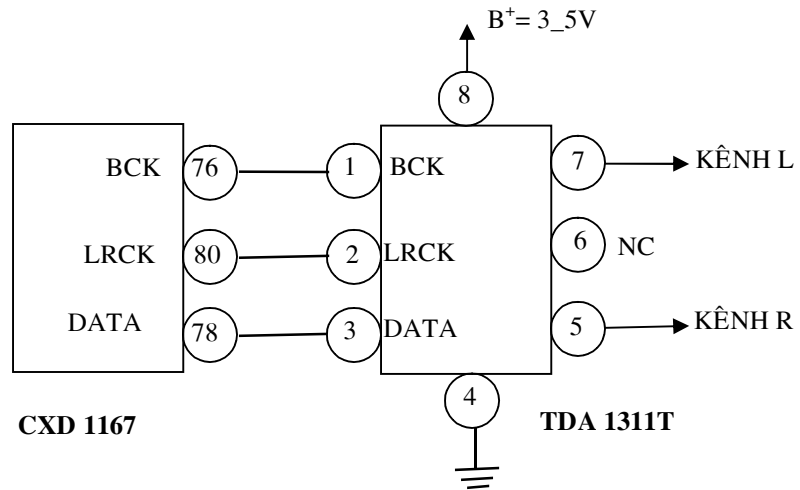 B+= 3_5V
8
BCK 76 1 BCK 7 KÊNH L
LRCK 80 2 LRCK 6 NC
DATA 78 3 DATA 5 KÊNH R
4
CXD 1167 TDA 1311T